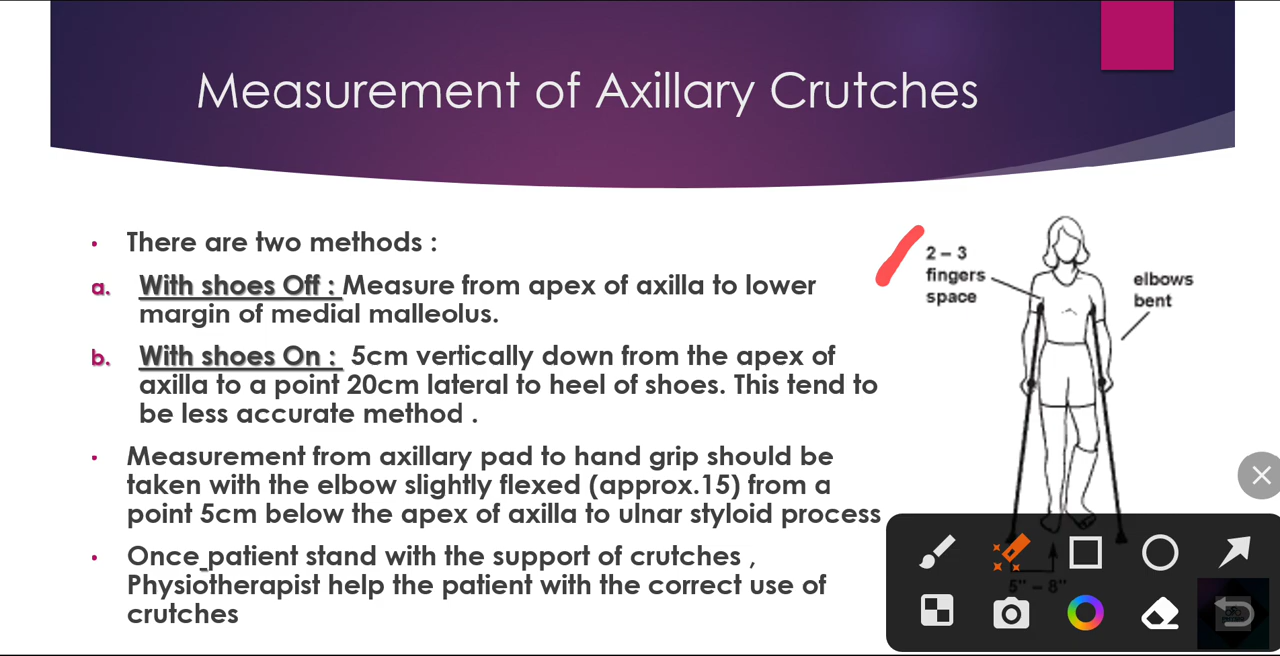 Measurement of Axillary Crutches
• There are two methods :
a. With shoes Off : Measure from apex of axilla to lower
margin of medial malleolus.
b. With shoes On : 5cm vertically down from the apex of
axilla to a point 20cm lateral to heel of shoes. This tend to
be less accurate method .
• Measurement from axillary pad to hand grip should be
taken with the elbow slightly flexed (approx.15) from a
point 5cm below the apex of axilla to ulnar styloid process
• Once patient stand with the support of crutches ,
Physiotherapist help the patient with the correct use of
crutches
2 – 3
fingers
space
elbows
bent
5" – 8"